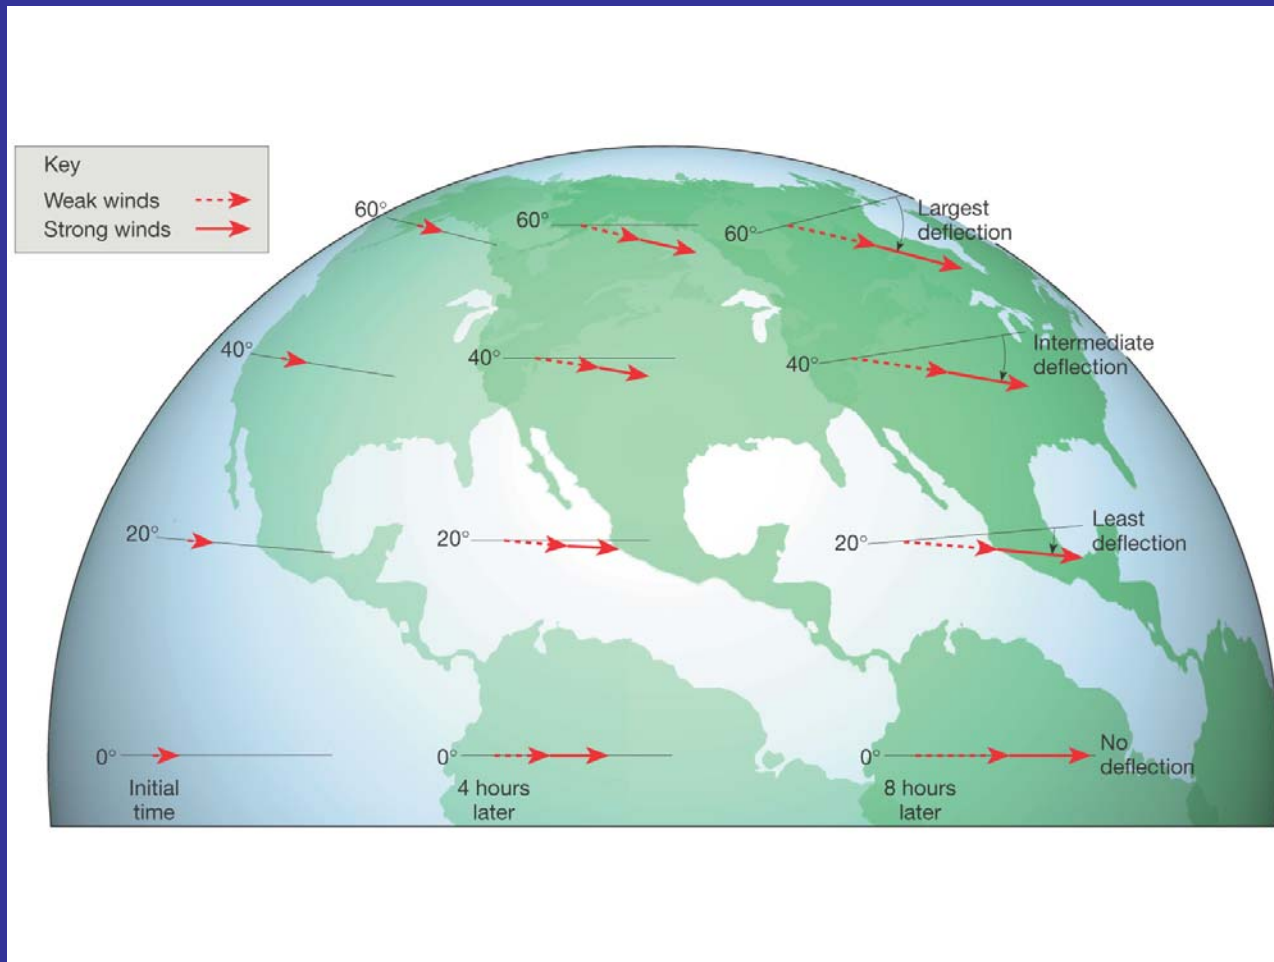 Key
Weak winds
Strong winds
60°
60°
60°
Largest
deflection
40°
40°
40°
Intermediate
deflection
20°
20°
20°
Least
deflection
0°
0°
0°
No
deflection
Initial
time
4 hours
later
8 hours
later